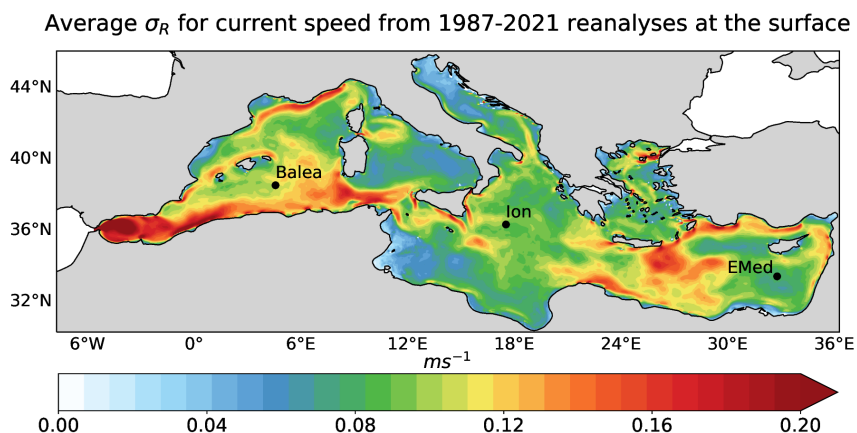 Average σR for current speed from 1987-2021 reanalyses at the surface
44°N
40°N
36°N
32°N
Balea
Ion
EMed
6°W 0° 6°E 12°E 18°E 24°E 30°E 36°E
ms⁻¹
0.00 0.04 0.08 0.12 0.16 0.20